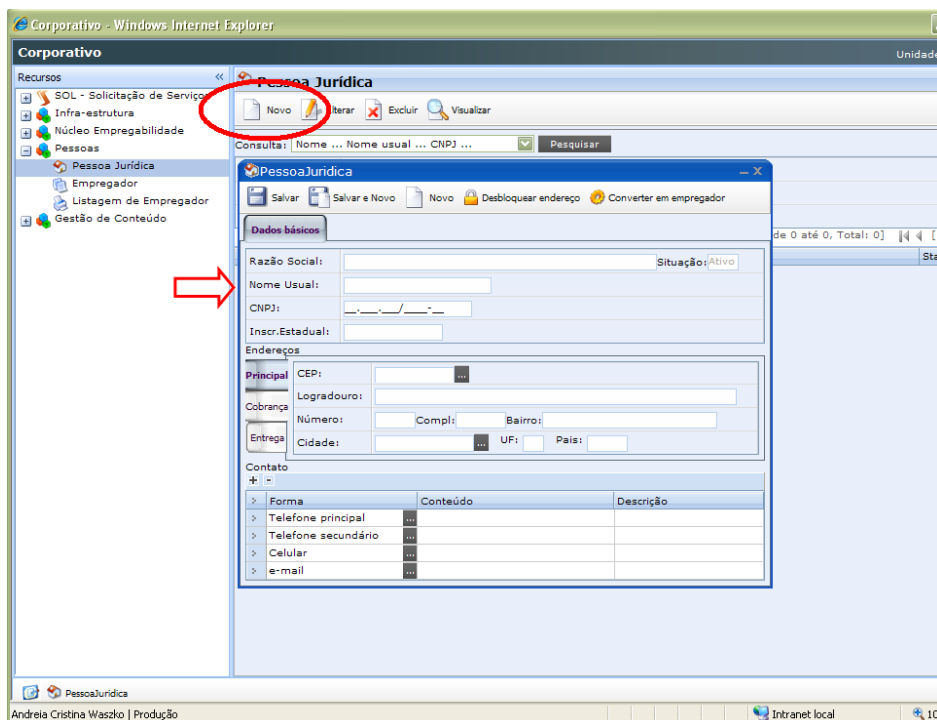 Corporativo - Windows Internet Explorer
Corporativo
Unidade
Recursos
SOL - Solicitação de Serviços
Infra-estrutura
Núcleo Empregabilidade
Pessoas
Pessoa Jurídica
Empregador
Listagem de Empregador
Gestão de Conteúdo
Pessoa Jurídica
Novo Alterar Excluir Visualizar
Consulta: Nome ... Nome usual ... CNPJ ... Pesquisar
PessoaJuridica
Salvar Salvar e Novo Novo Desbloquear endereço Converter em empregador
Dados básicos
de 0 até 0, Total: 0] [
Sta
Razão Social: Situação: Ativo
Nome Usual:
CNPJ: __.___.___/____-__
Inscr.Estadual:
Endereços
Principal CEP: ...
Logradouro:
Cobrança
Número: Compl: Bairro:
Entrega
Cidade: ... UF: Pais:
Contato
+ -
> Forma Conteúdo Descrição
> Telefone principal ...
> Telefone secundário ...
> Celular ...
> e-mail ...
PessoaJuridica
Andreia Cristina Waszko | Produção Intranet local 10